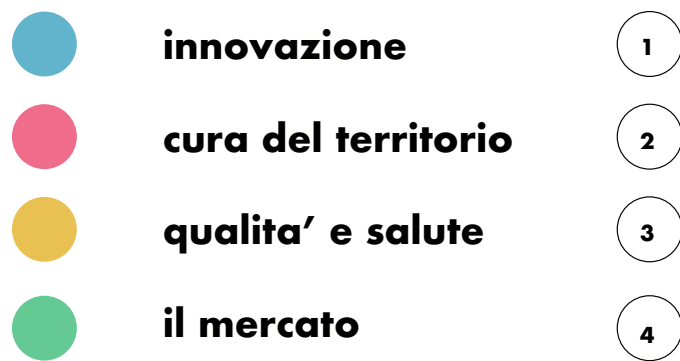 innovazione 1
cura del territorio 2
qualita’ e salute 3
il mercato 4